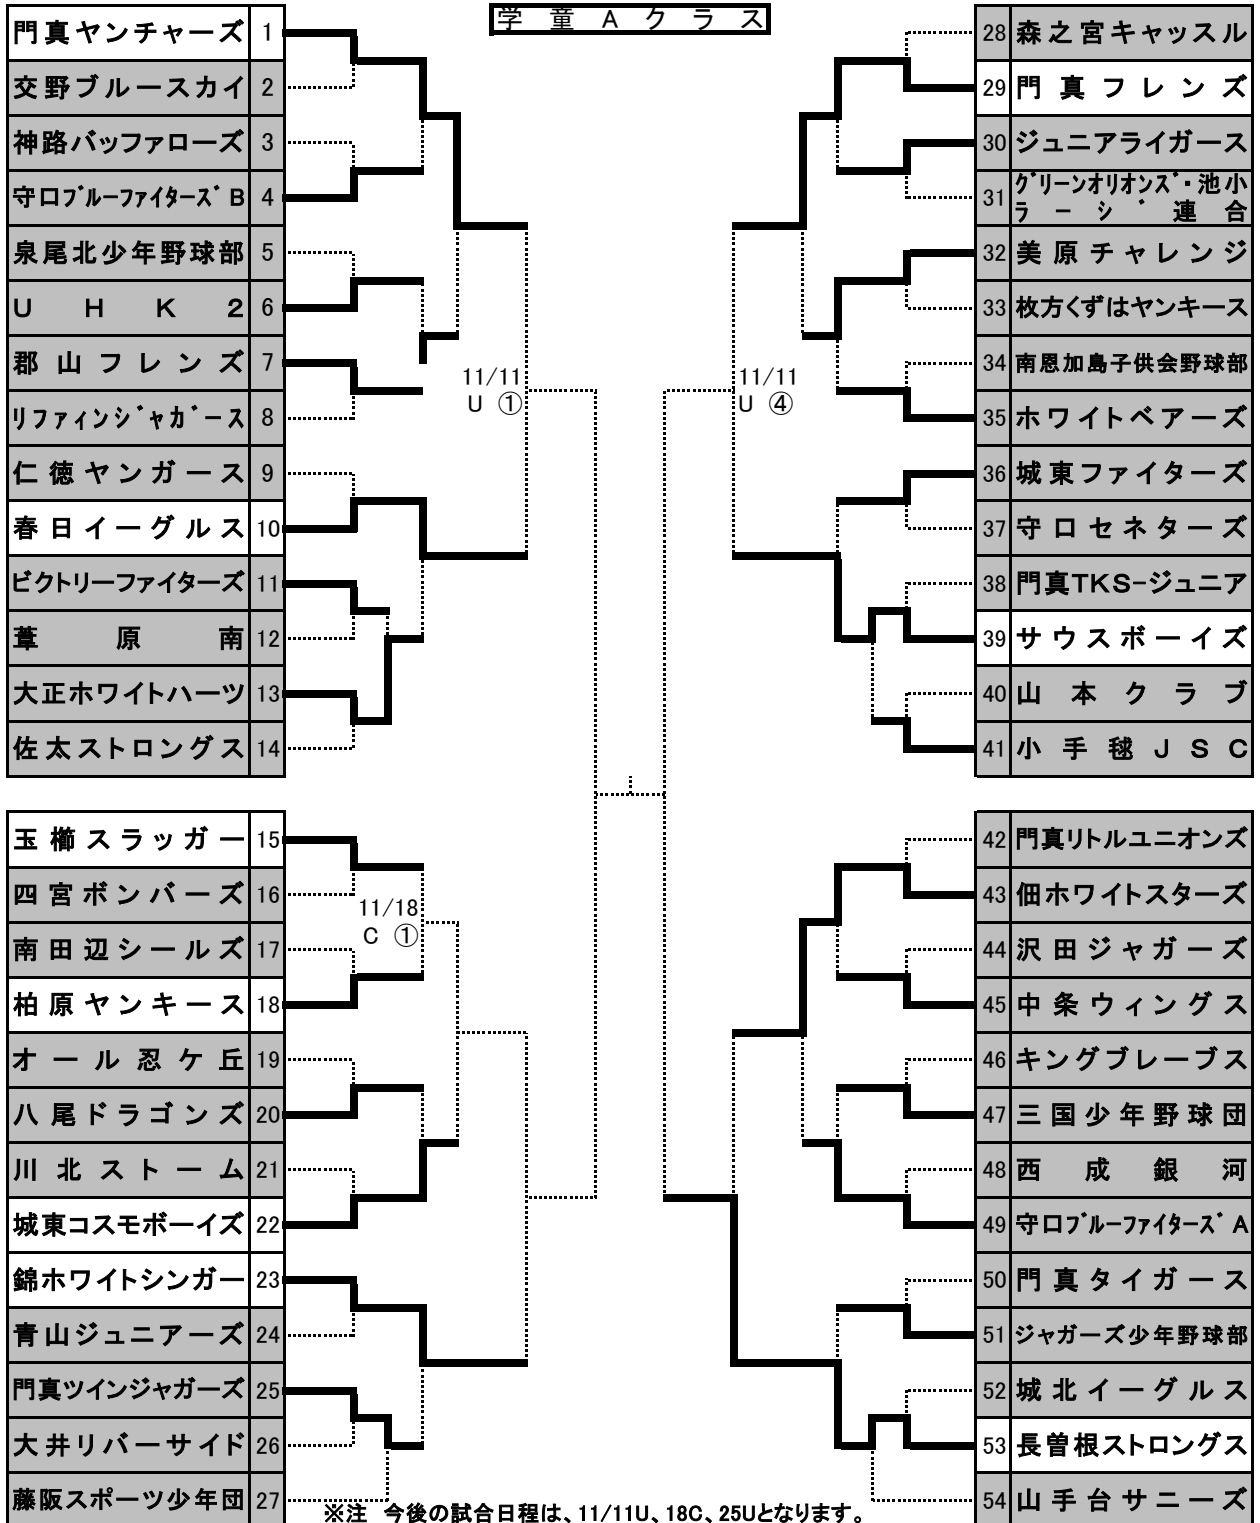 学童Aクラス
門真ヤンチャーズ 1
交野ブルースカイ 2
神路バッファローズ 3
守口ブルーファイターズB 4
泉尾北少年野球部 5
UHK2 6
郡山フレンズ 7
リファインジャガース 8
仁徳ヤンガース 9
春日イーグルス 10
ビクトリーファイターズ 11
葦原南 12
大正ホワイトハーツ 13
佐太ストロングス 14
玉櫛スラッガー 15
四宮ボンバーズ 16
南田辺シールズ 17
柏原ヤンキース 18
オール忍ケ丘 19
八尾ドラゴンズ 20
川北ストーム 21
城東コスモボーイズ 22
錦ホワイトシンガー 23
青山ジュニアーズ 24
門真ツインジャガーズ 25
大井リバーサイド 26
藤阪スポーツ少年団 27
11/11
U ①
11/18
C ①
11/11
U ④
28 森之宮キャッスル
29 門真フレンズ
30 ジュニアライガース
31 グリーンオリオンズ・池小
ラージ連合
32 美原チャレンジ
33 枚方くずはヤンキース
34 南恩加島子供会野球部
35 ホワイトベアーズ
36 城東ファイターズ
37 守口セネターズ
38 門真TKS-ジュニア
39 サウスボーイズ
40 山本クラブ
41 小手毬JSC
42 門真リトルユニオンズ
43 佃ホワイトスターズ
44 沢田ジャガーズ
45 中条ウィングス
46 キングブレーブス
47 三国少年野球団
48 西成銀河
49 守口ブルーファイターズA
50 門真タイガース
51 ジャガーズ少年野球部
52 城北イーグルス
53 長曽根ストロングス
54 山手台サニーズ
※注 今後の試合日程は、11/11U、18C、25Uとなります。